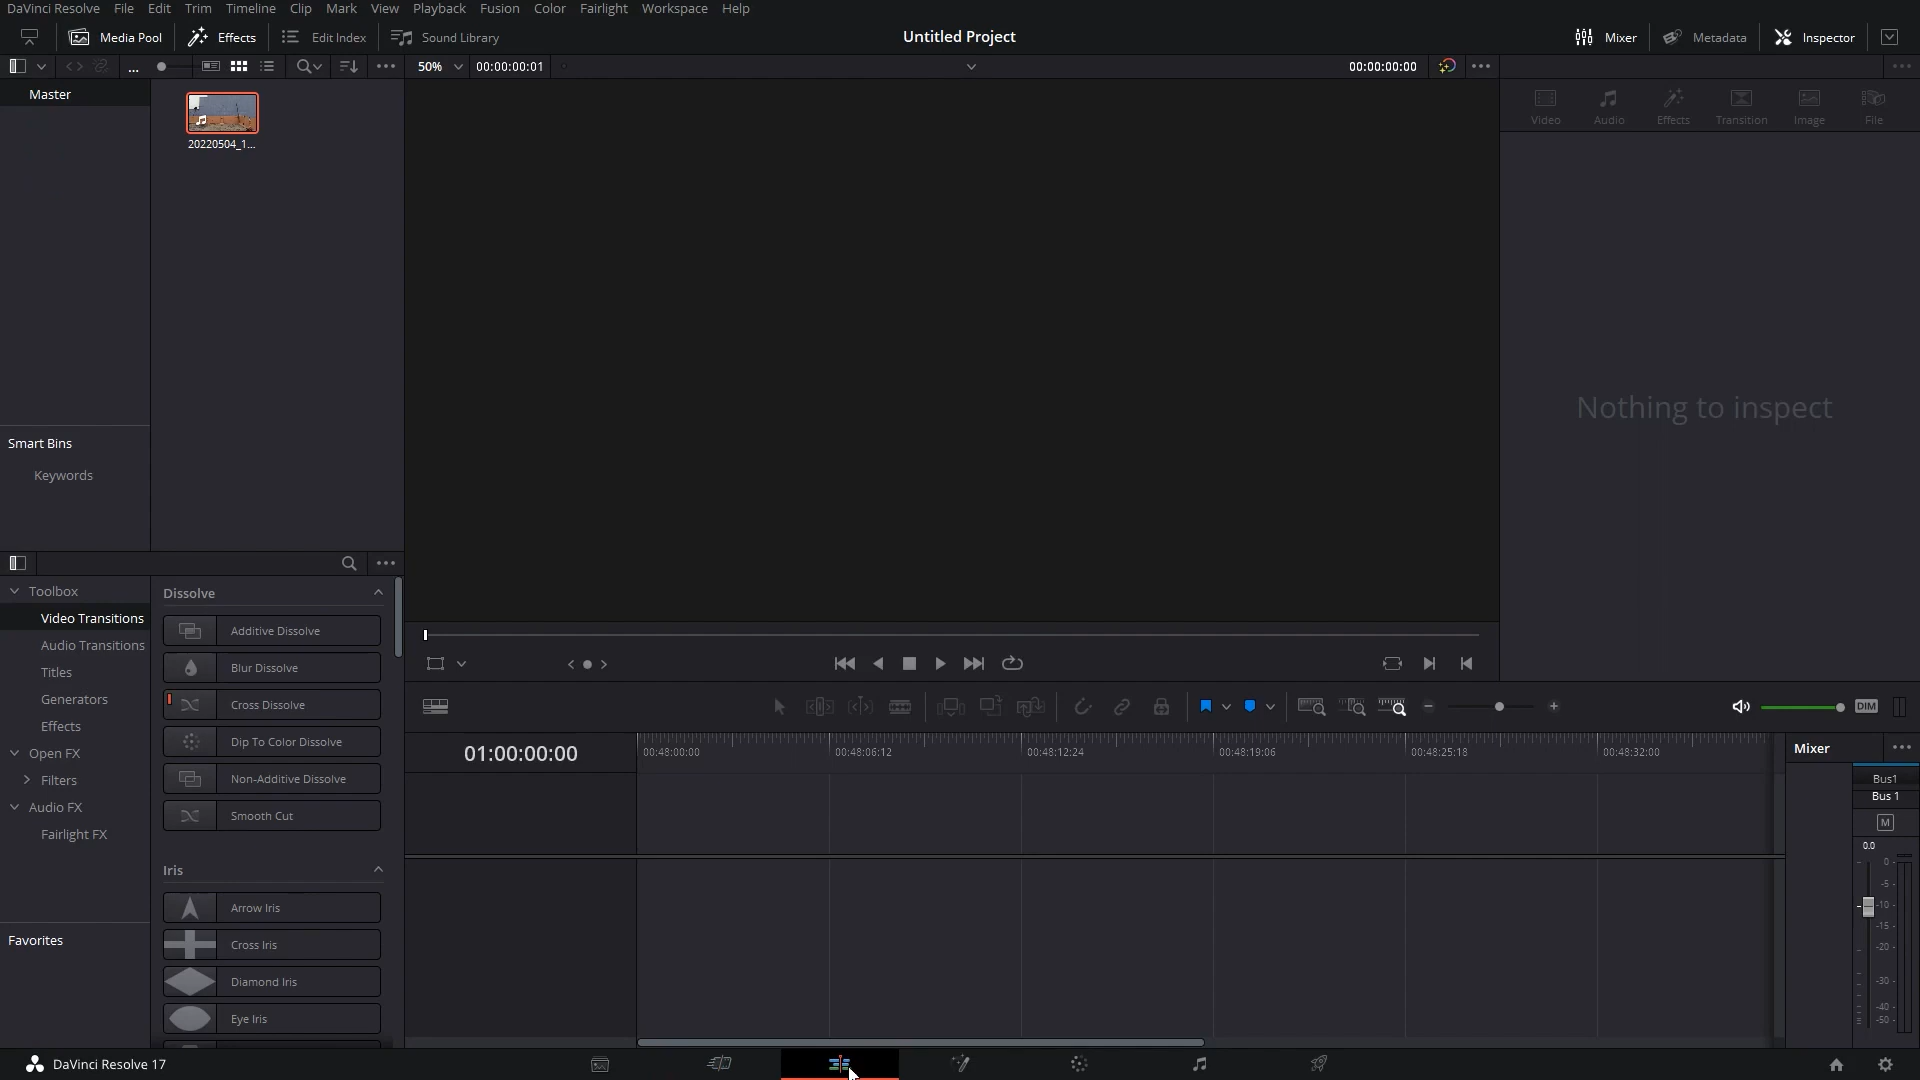 DaVinci Resolve File Edit Trim Timeline Clip Mark View Playback Fusion Color Fairlight Workspace Help
Media Pool Effects Edit Index Sound Library Untitled Project Mixer Metadata Inspector
... 50% 00:00:00:01 00:00:00:00
Master
20220504_1...
Video Audio Effects Transition Image File
Nothing to inspect
Smart Bins
Keywords
Toolbox
Video Transitions
Audio Transitions
Titles
Generators
Effects
Open FX
Filters
Audio FX
Fairlight FX
Favorites
Dissolve
Additive Dissolve
Blur Dissolve
Cross Dissolve
Dip To Color Dissolve
Non-Additive Dissolve
Smooth Cut
Iris
Arrow Iris
Cross Iris
Diamond Iris
Eye Iris
DIM
01:00:00:00 00:48:00:00 00:48:06:12 00:48:12:24 00:48:19:06 00:48:25:18 00:48:32:00
Mixer
Bus1
Bus 1
M
0.0
0
-5
-10
-15
-20
-30
-40
-50
DaVinci Resolve 17